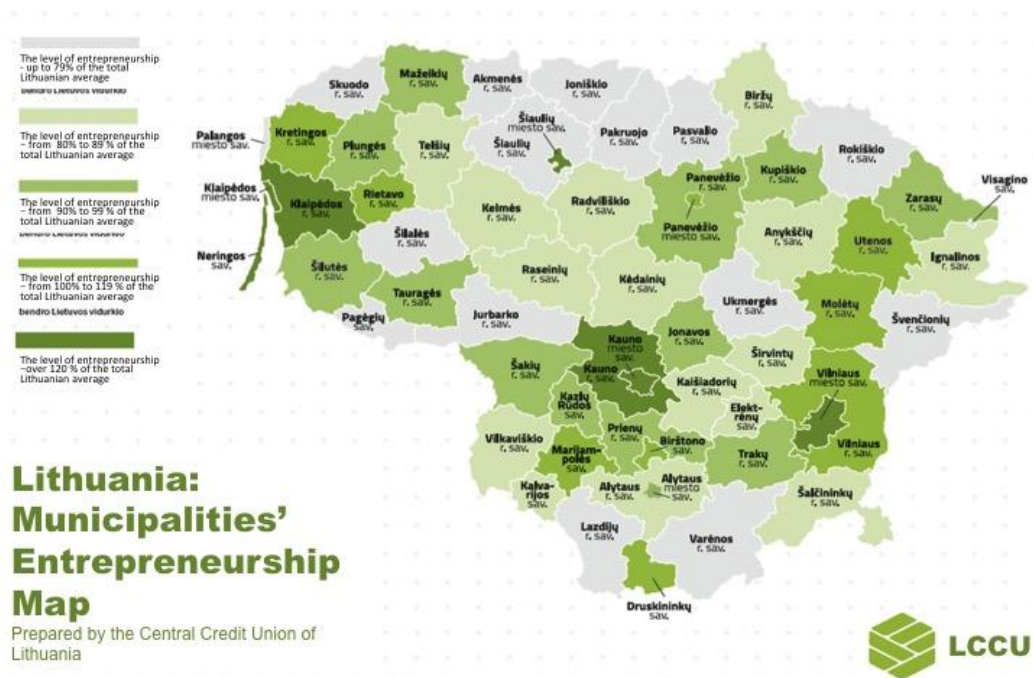 The level of entrepreneurship
- up to 79% of the total
Lithuanian average
bendro Lietuvos vidurkio
The level of entrepreneurship
- from 80% to 89 % of the
total Lithuanian average
The level of entrepreneurship
- from 90% to 99 % of the
total Lithuanian average
bendro Lietuvos vidurkio
The level of entrepreneurship
- from 100% to 119 % of the
total Lithuanian average
bendro Lietuvos vidurkio
The level of entrepreneurship
-over 120 % of the total
Lithuanian average
Skuodo
r. sav.
Mažeikių
r. sav.
Akmenės
r. sav.
Joniškio
r. sav.
Biržų
r. sav.
Palangos
miesto sav.
Kretingos
r. sav.
Plungės
r. sav.
Telšių
r. sav.
Šiaulių
miesto sav.
Šiaulių
r. sav.
Pakruojo
r. sav.
Pasvalio
r. sav.
Rokiškio
r. sav.
Klaipėdos
miesto sav.
Klaipėdos
r. sav.
Rietavo
r. sav.
Kelmės
r. sav.
Radviliškio
r. sav.
Panevėžio
r. sav.
Panevėžio
miesto sav.
Kupiškio
r. sav.
Zarasų
r. sav.
Visagino
sav.
Neringos
sav.
Šilalės
r. sav.
Šilutės
r. sav.
Anykščių
r. sav.
Utenos
r. sav.
Ignalinos
r. sav.
Tauragės
r. sav.
Raseinių
r. sav.
Kėdainių
r. sav.
Ukmergės
r. sav.
Molėtų
r. sav.
Švenčionių
r. sav.
Pagėgių
sav.
Jurbarko
r. sav.
Kauno
miesto
sav.
Kauno
r. sav.
Jonavos
r. sav.
Širvintų
r. sav.
Šakių
r. sav.
Kaišiadorių
r. sav.
Vilniaus
miesto sav.
Kazlų
Rūdos
sav.
Elekt-
rėnų
sav.
Vilkaviškio
r. sav.
Marijam-
polės
sav.
Prienų
r. sav.
Birštono
sav.
Trakų
r. sav.
Vilniaus
r. sav.
Kalva-
rijos
sav.
Alytaus
r. sav.
Alytaus
miesto
sav.
Šalčininkų
r. sav.
Lazdijų
r. sav.
Varėnos
r. sav.
Druskininkų
sav.
Lithuania:
Municipalities’
Entrepreneurship
Map
Prepared by the Central Credit Union of
Lithuania
LCCU